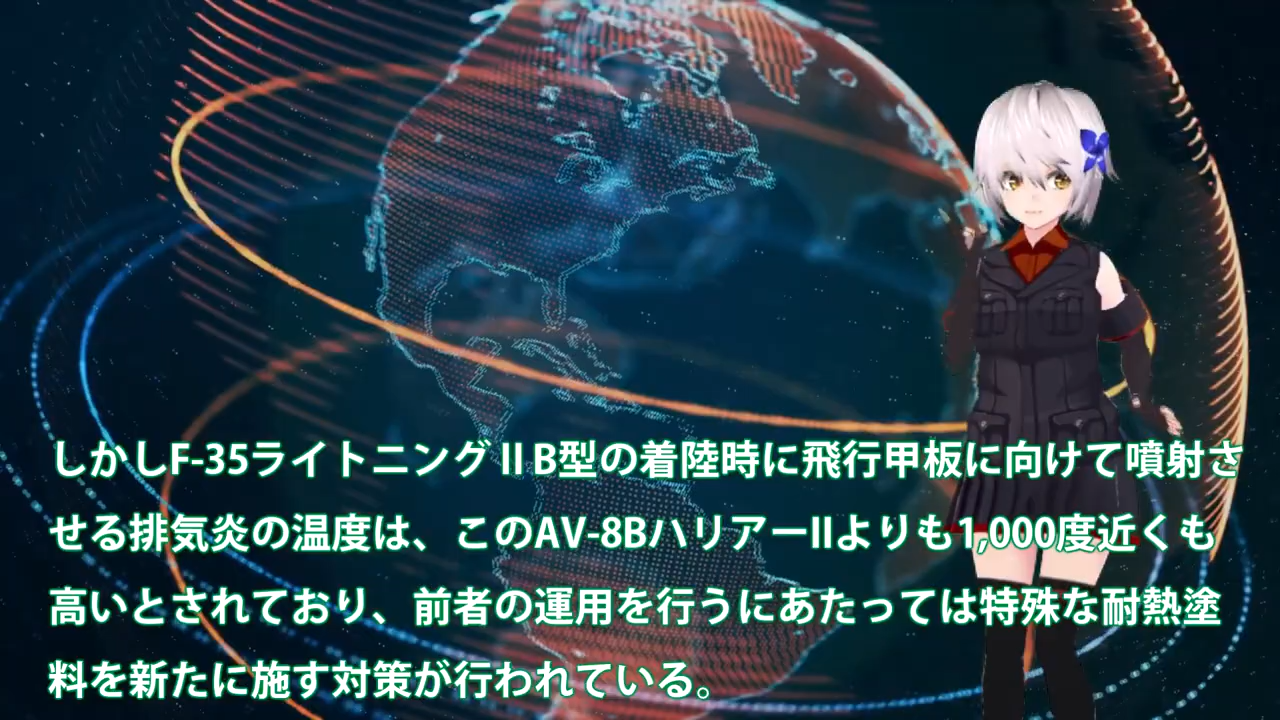 しかしF-35ライトニングⅡB型の着陸時に飛行甲板に向けて噴射さ
せる排気炎の温度は、このAV-8BハリアーIIよりも1,000度近くも
高いとされており、前者の運用を行うにあたっては特殊な耐熱塗
料を新たに施す対策が行われている。